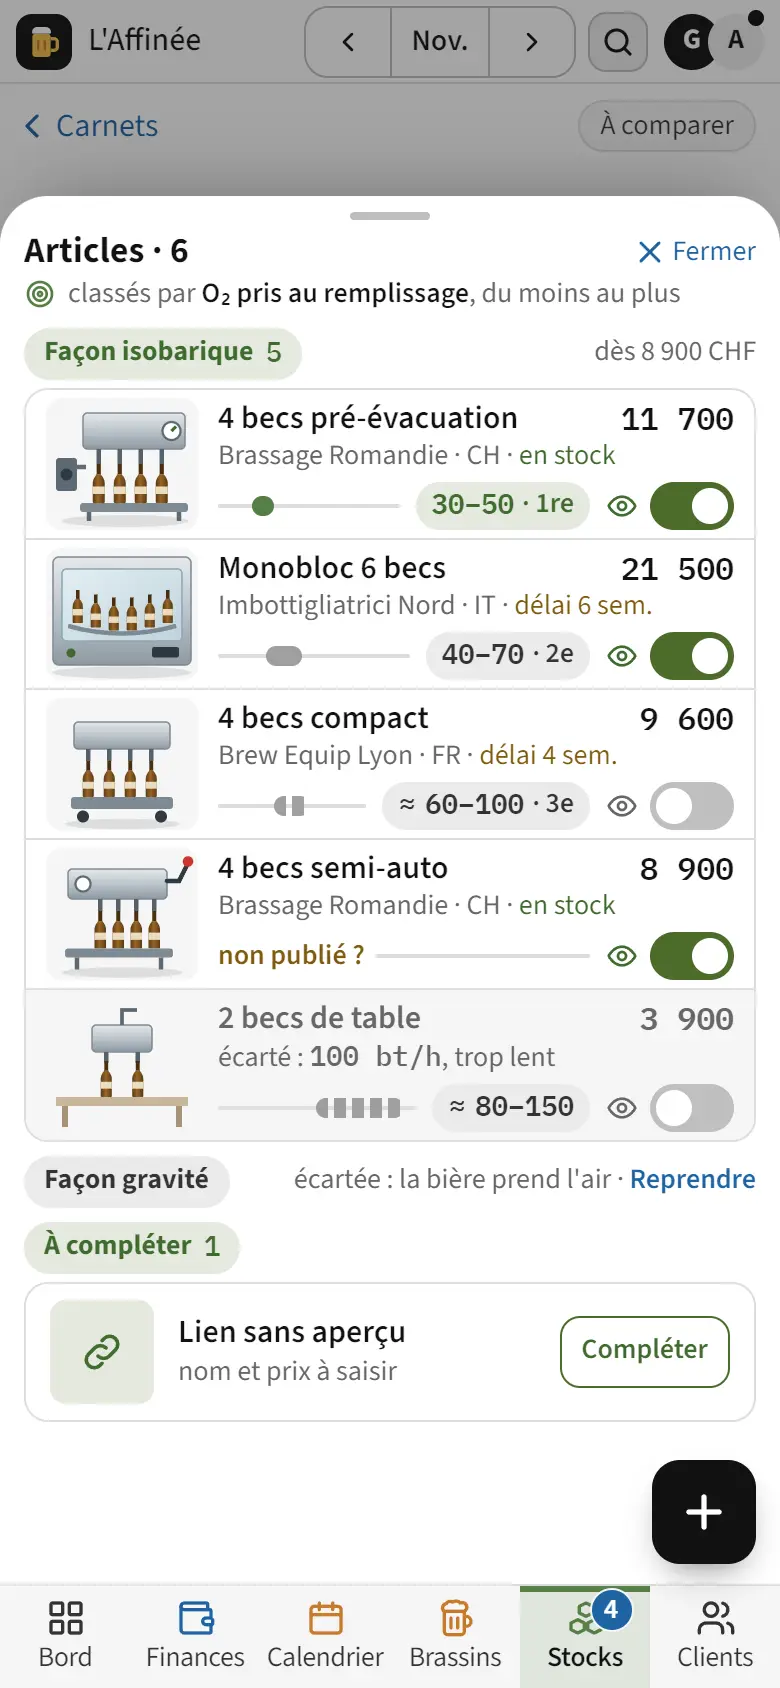 L'Affinée
Nov.
G
A
Carnets
À comparer
Articles · 6
Fermer
classés par O₂ pris au remplissage, du moins au plus
Façon isobarique 5
dès 8 900 CHF
4 becs pré-évacuation
11 700
Brassage Romandie · CH · en stock
30–50 · 1re
Monobloc 6 becs
21 500
Imbottigliatrici Nord · IT · délai 6 sem.
40–70 · 2e
4 becs compact
9 600
Brew Equip Lyon · FR · délai 4 sem.
≈ 60–100 · 3e
4 becs semi-auto
8 900
Brassage Romandie · CH · en stock
non publié ?
2 becs de table
3 900
écarté : 100 bt/h, trop lent
≈ 80–150
Façon gravité
écartée : la bière prend l'air · Reprendre
À compléter 1
Lien sans aperçu
nom et prix à saisir
Compléter
4
Bord
Finances
Calendrier
Brassins
Stocks
Clients